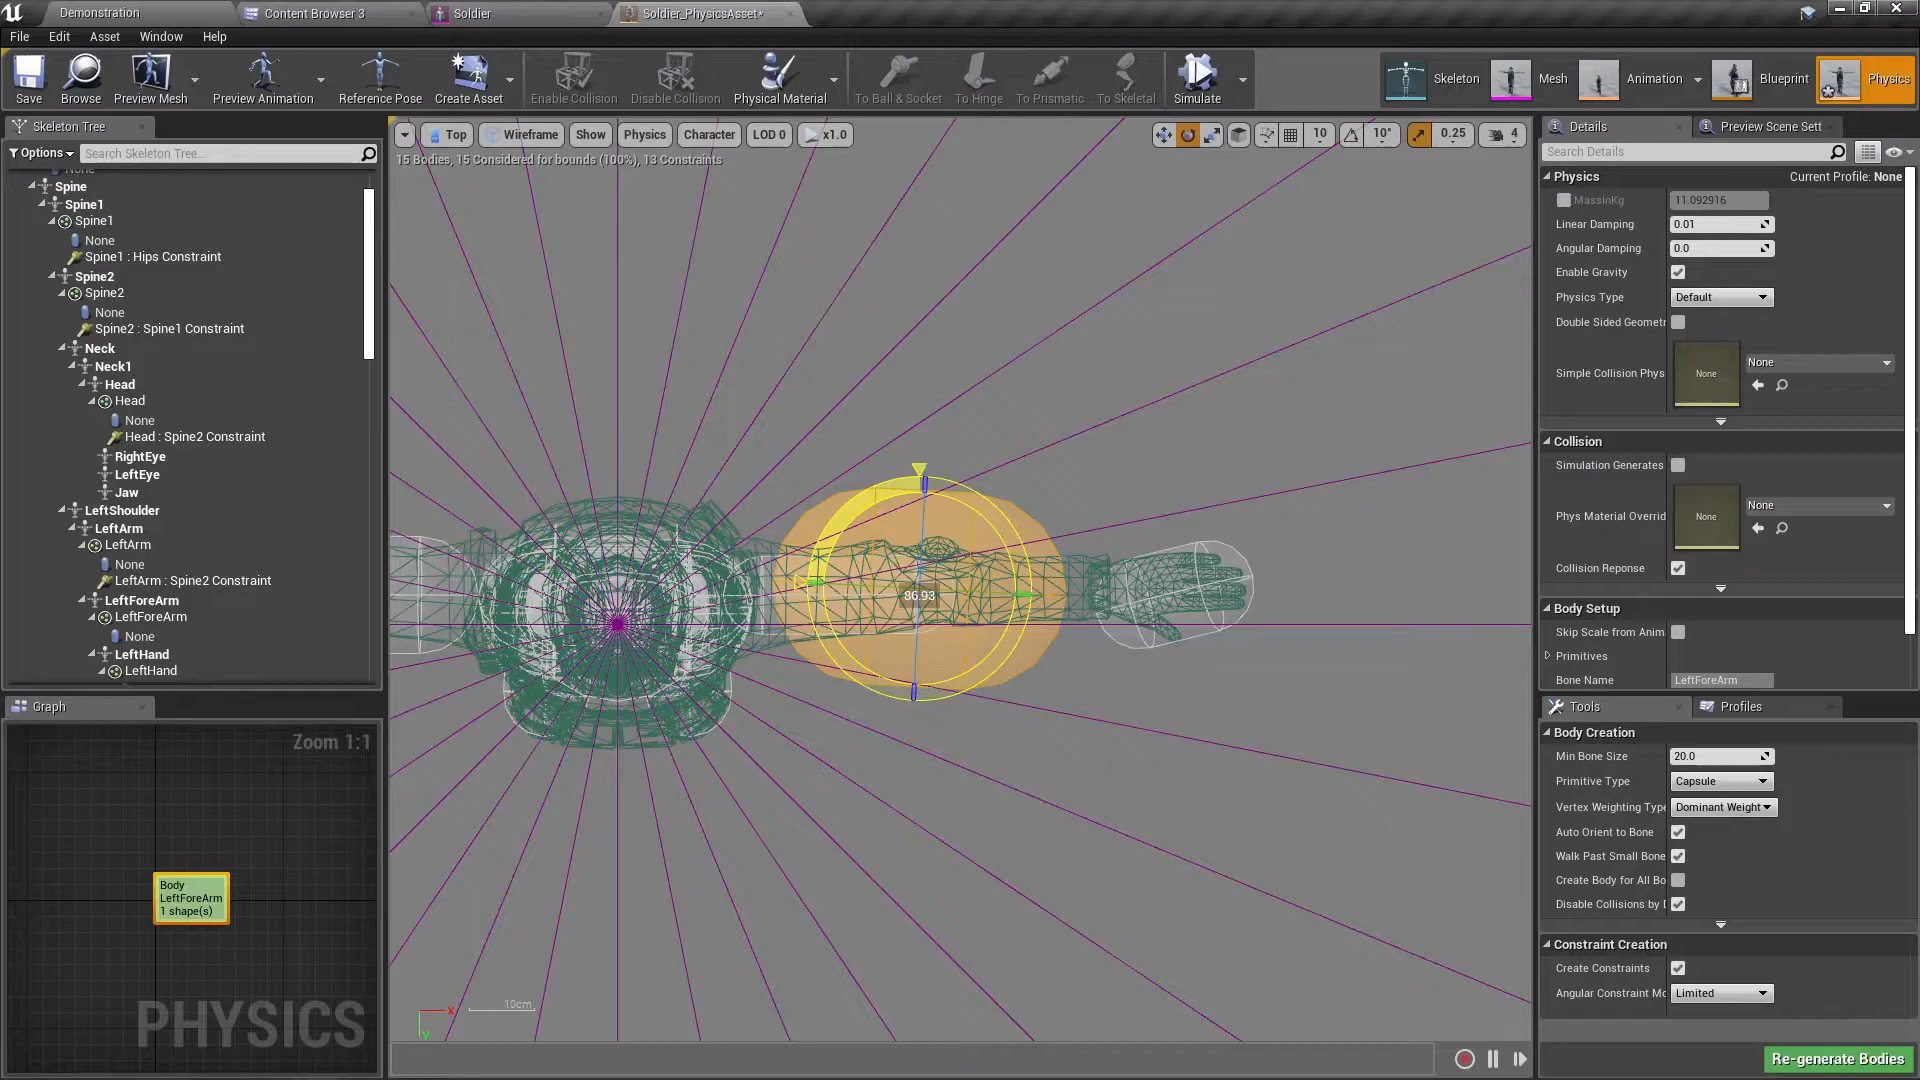 Demonstration
Content Browser 3
Soldier
Soldier_PhysicsAsset*
File
Edit
Asset
Window
Help
Save
Browse
Preview Mesh
Preview Animation
Reference Pose
Create Asset
Enable Collision
Disable Collision
Physical Material
To Ball & Socket
To Hinge
To Prismatic
To Skeletal
Simulate
Skeleton
Mesh
Animation
Blueprint
Physics
Skeleton Tree
Options
Search Skeleton Tree...
None
Spine
Spine1
Spine1
None
Spine1 : Hips Constraint
Spine2
Spine2
None
Spine2 : Spine1 Constraint
Neck
Neck1
Head
Head
None
Head : Spine2 Constraint
RightEye
LeftEye
Jaw
LeftShoulder
LeftArm
LeftArm
None
LeftArm : Spine2 Constraint
LeftForeArm
LeftForeArm
None
LeftHand
LeftHand
Graph
Zoom 1:1
Body
LeftForeArm
1 shape(s)
PHYSICS
Top
Wireframe
Show
Physics
Character
LOD 0
x1.0
10
10°
0.25
4
15 Bodies, 15 Considered for bounds (100%), 13 Constraints
86.93
10cm
X
Y
Details
Preview Scene Sett
Search Details
Physics
Current Profile: None
MassInKg
11.092916
Linear Damping
0.01
Angular Damping
0.0
Enable Gravity
Physics Type
Default
Double Sided Geometr
Simple Collision Phys
None
None
Collision
Simulation Generates
Phys Material Overrid
None
None
Collision Reponse
Body Setup
Skip Scale from Anim
Primitives
Bone Name
LeftForeArm
Tools
Profiles
Body Creation
Min Bone Size
20.0
Primitive Type
Capsule
Vertex Weighting Type
Dominant Weight
Auto Orient to Bone
Walk Past Small Bone
Create Body for All Bo
Disable Collisions by D
Constraint Creation
Create Constraints
Angular Constraint Mo
Limited
Re-generate Bodies